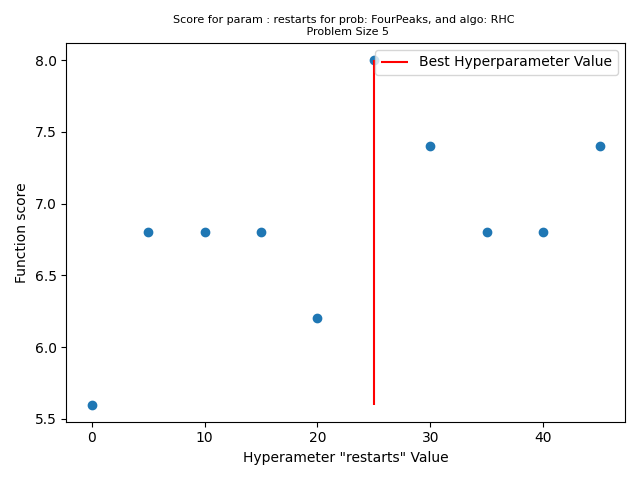 Score for param : restarts for prob: FourPeaks, and algo: RHC
Problem Size 5
Best Hyperparameter Value
8.0
7.5
7.0
6.5
6.0
5.5
Function score
0 10 20 30 40
Hyperameter "restarts" Value